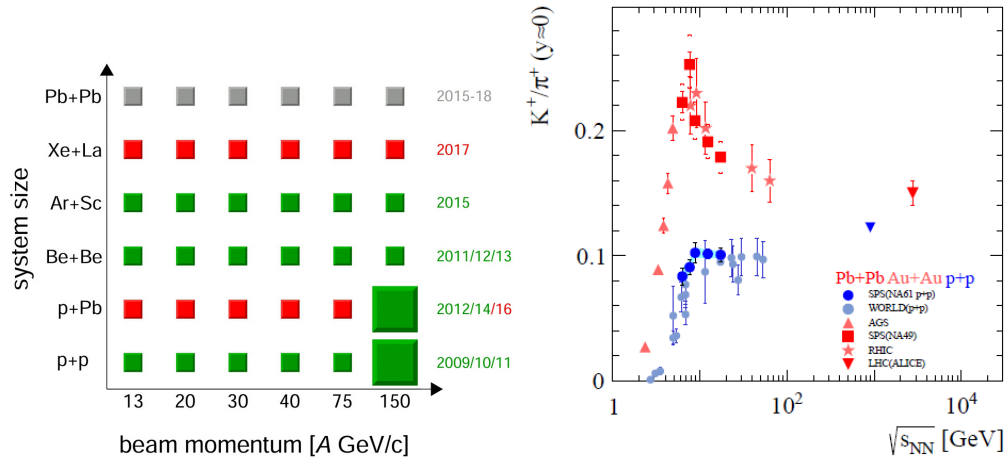 system size
Pb+Pb 2015-18
Xe+La 2017
Ar+Sc 2015
Be+Be 2011/12/13
p+Pb 2012/14/16
p+p 2009/10/11
13 20 30 40 75 150
beam momentum [A GeV/c]
K⁺/π⁺ (y≈0)
0.2
0.1
0
Pb+Pb Au+Au p+p
SPS(NA61 p+p)
WORLD(p+p)
AGS
SPS(NA49)
RHIC
LHC(ALICE)
1 10 10² 10⁴
√sNN [GeV]